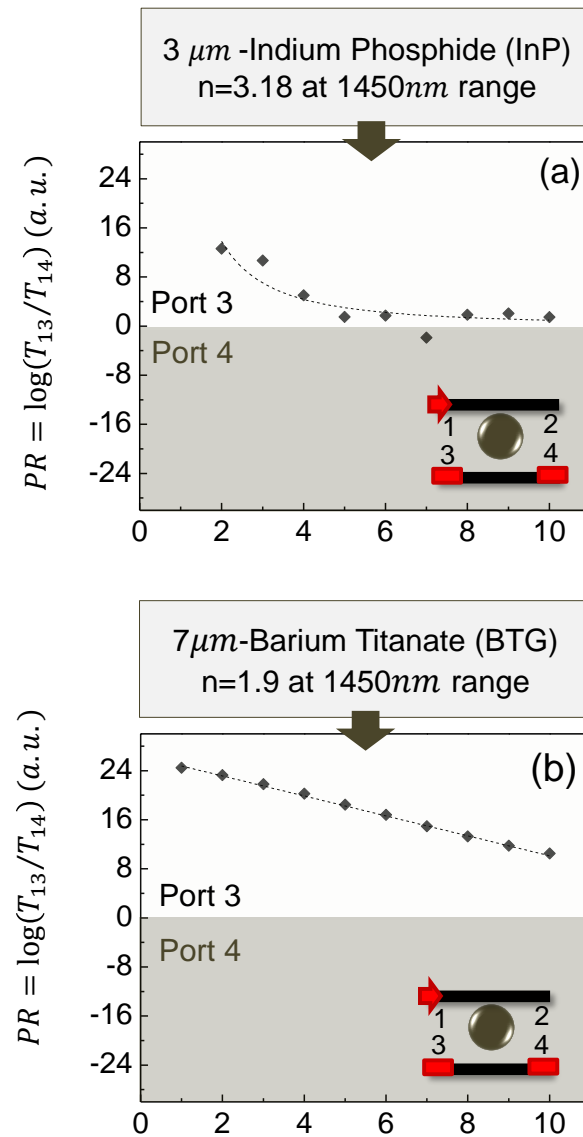 3 𝜇𝑚 -Indium Phosphide (InP)
n=3.18 at 1450𝑛𝑚 range
(a)
𝑃𝑅 = log(𝑇₁₃/𝑇₁₄) (𝑎. 𝑢.)
24
16
8
0
-8
-16
-24
Port 3
Port 4
1 2
3 4
0 2 4 6 8 10
7𝜇𝑚-Barium Titanate (BTG)
n=1.9 at 1450𝑛𝑚 range
(b)
𝑃𝑅 = log(𝑇₁₃/𝑇₁₄) (𝑎. 𝑢.)
24
16
8
0
-8
-16
-24
Port 3
Port 4
1 2
3 4
0 2 4 6 8 10